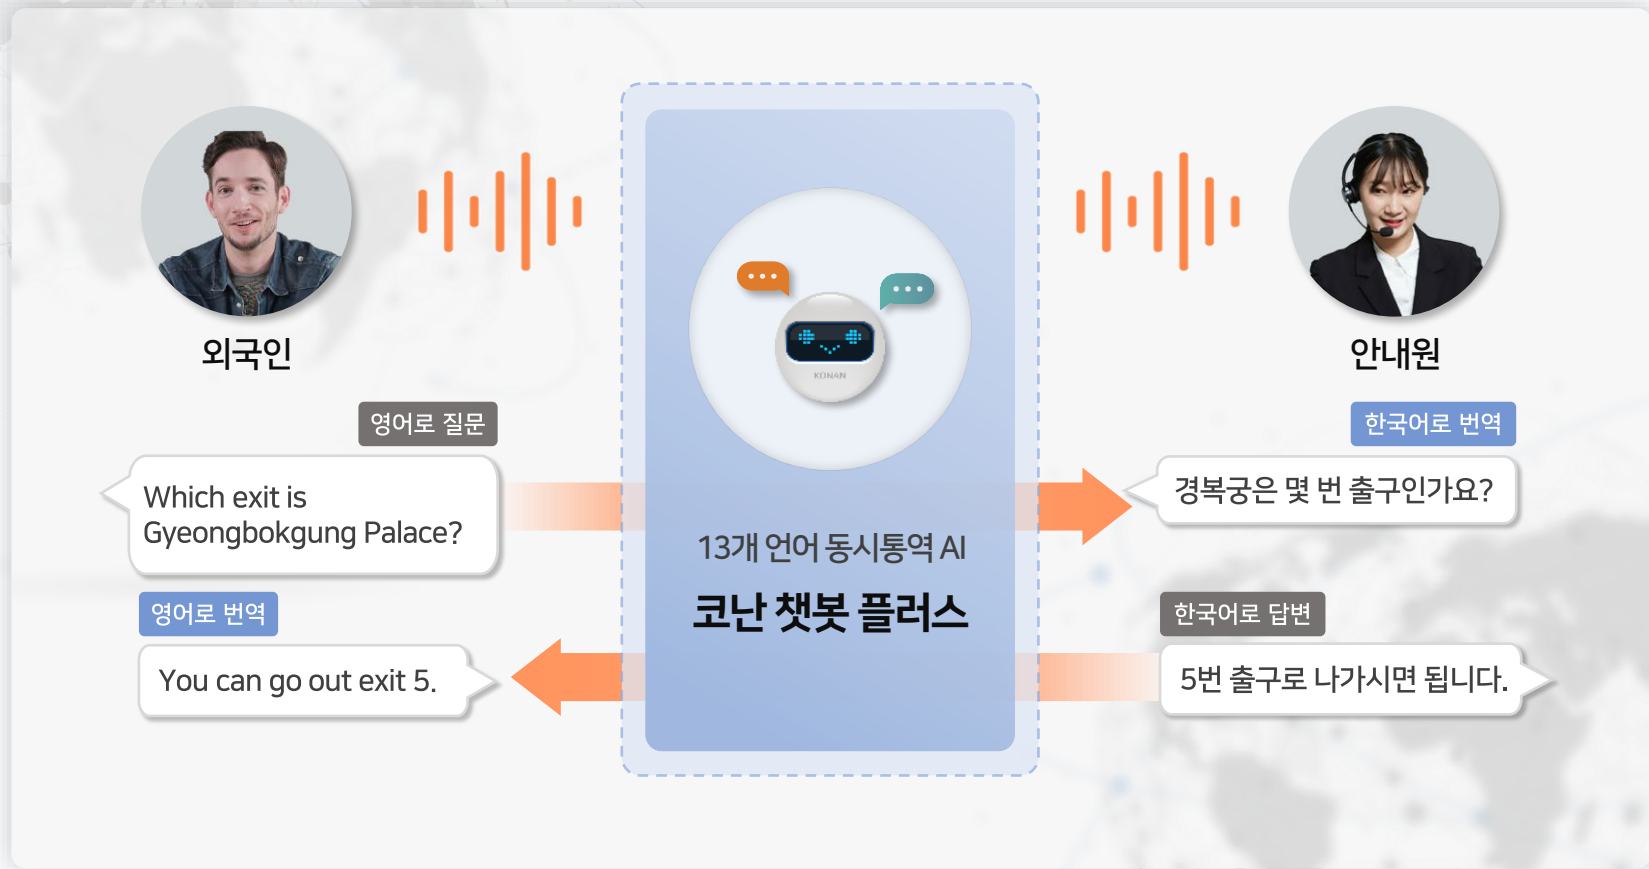 외국인
영어로 질문
Which exit is
Gyeongbokgung Palace?
영어로 번역
You can go out exit 5.
KONAN
13개 언어 동시통역 AI
코난 챗봇 플러스
안내원
한국어로 번역
경복궁은 몇 번 출구인가요?
한국어로 답변
5번 출구로 나가시면 됩니다.